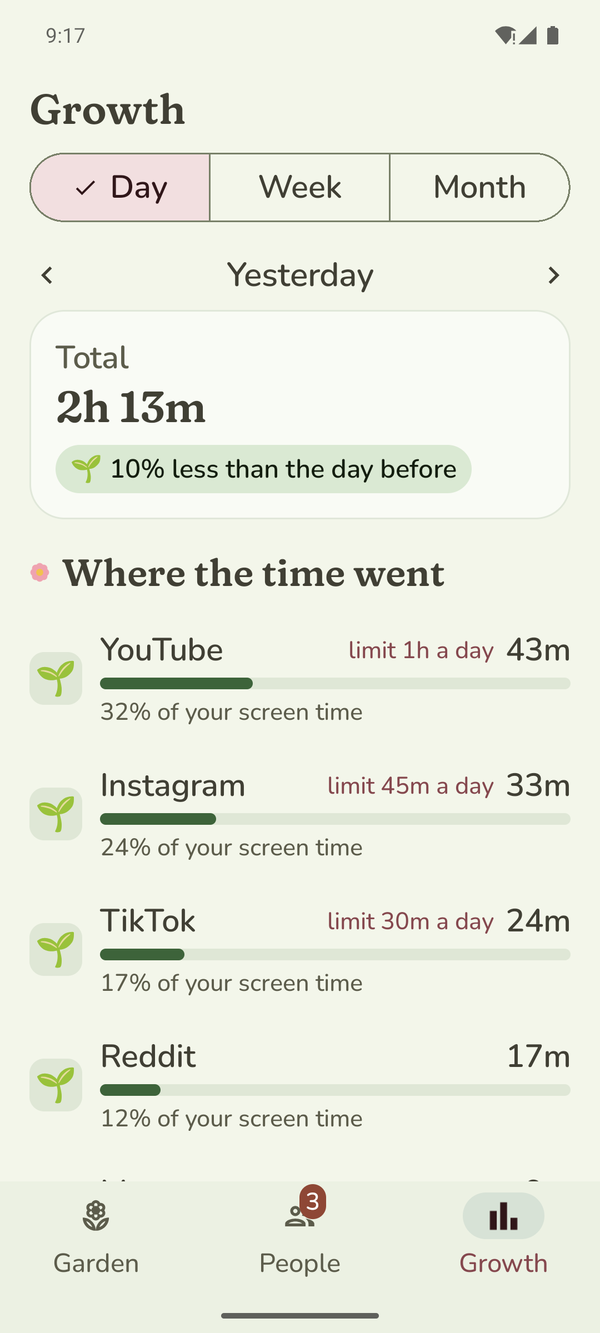 9:17
Growth
Day Week Month
Yesterday
Total
2h 13m
10% less than the day before
Where the time went
YouTube limit 1h a day 43m
32% of your screen time
Instagram limit 45m a day 33m
24% of your screen time
TikTok limit 30m a day 24m
17% of your screen time
Reddit 17m
12% of your screen time
3
Garden People Growth